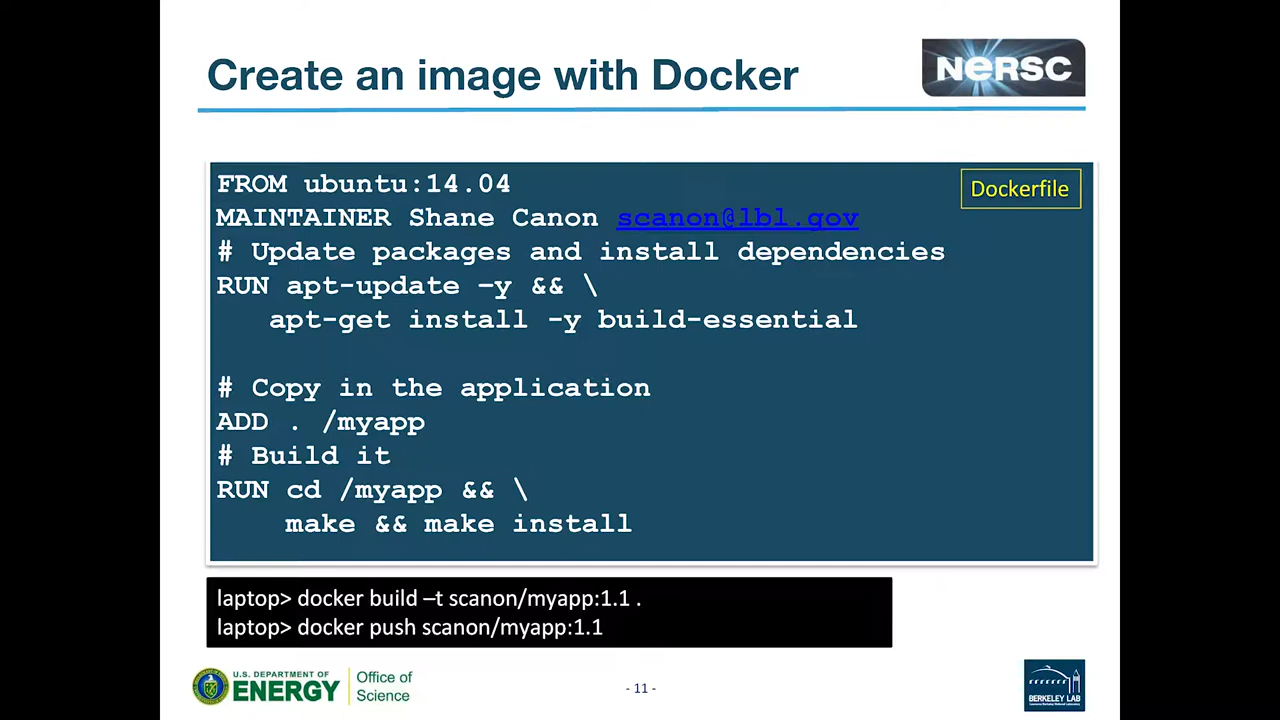 Create an image with Docker
NERSC
FROM ubuntu:14.04
Dockerfile
MAINTAINER Shane Canon scanon@lbl.gov
# Update packages and install dependencies
RUN apt-update –y && \
apt-get install -y build-essential
# Copy in the application
ADD . /myapp
# Build it
RUN cd /myapp && \
make && make install
laptop> docker build –t scanon/myapp:1.1 .
laptop> docker push scanon/myapp:1.1
U.S. DEPARTMENT OF
ENERGY
Office of
Science
- 11 -
BERKELEY LAB